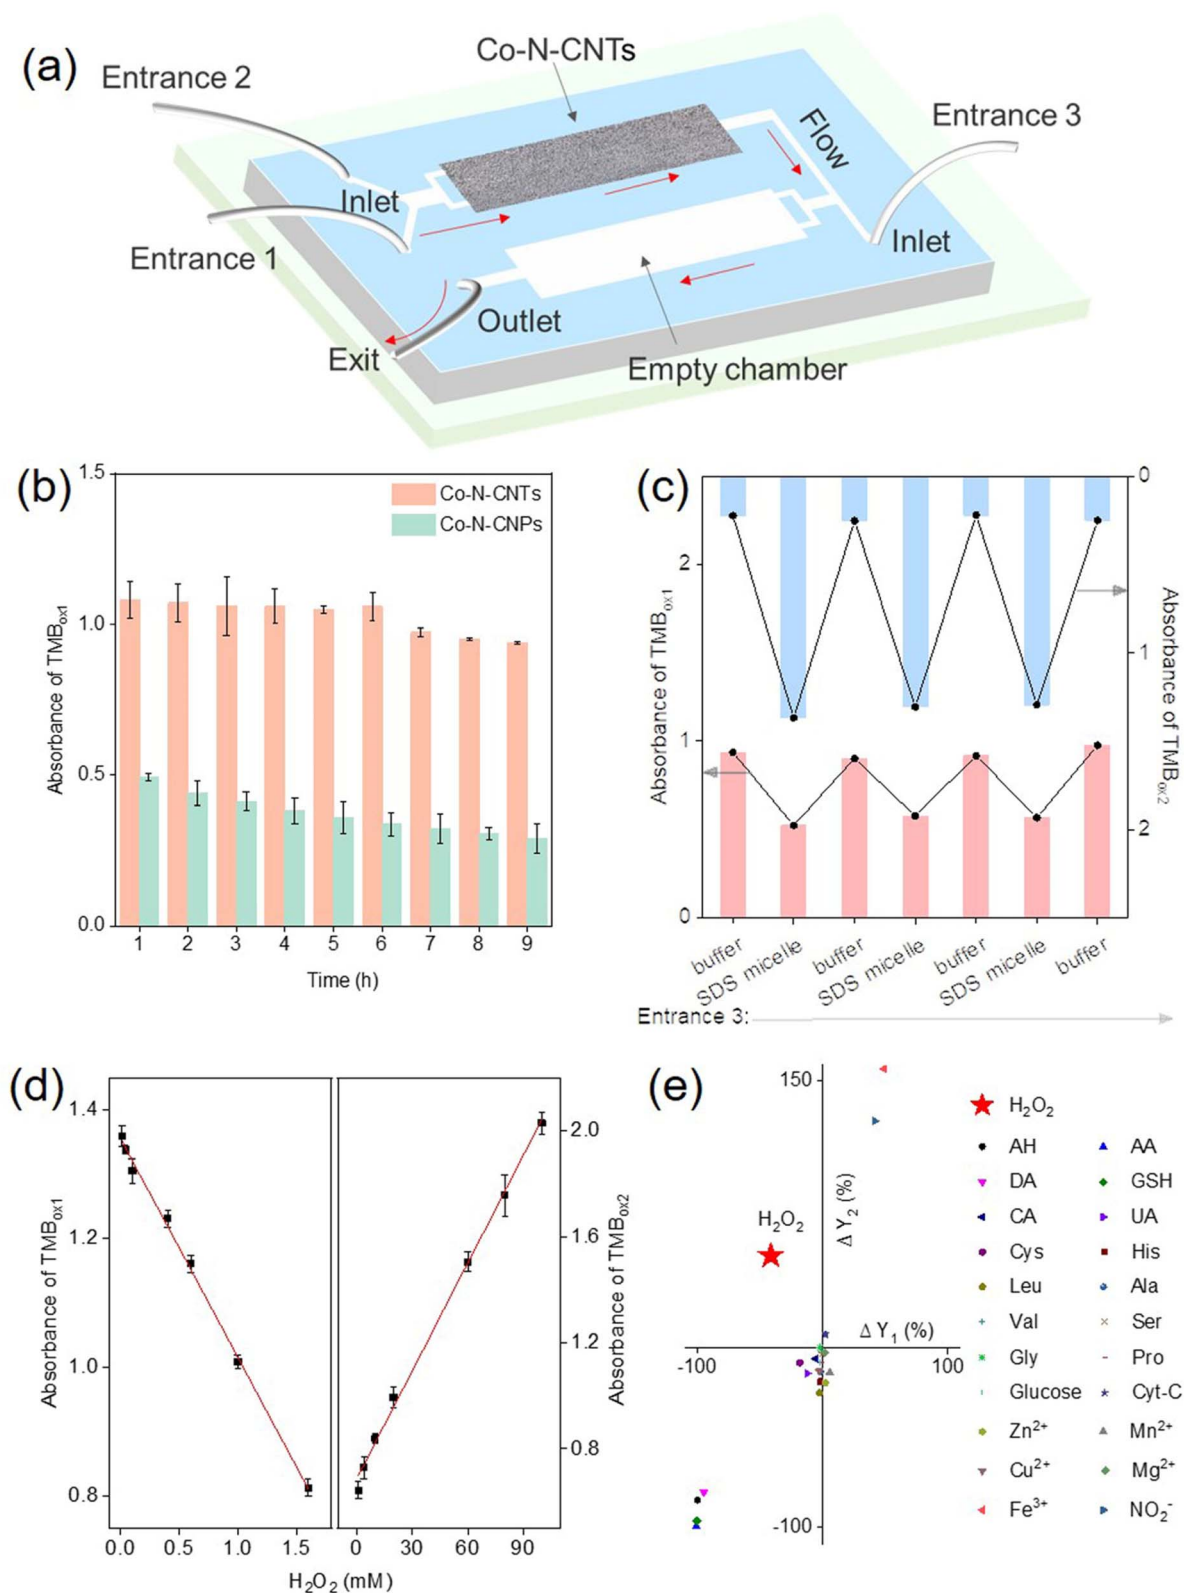 (a)
Co-N-CNTs
Entrance 2
Entrance 3
Flow
Inlet
Inlet
Entrance 1
Outlet
Exit
Empty chamber
(b)
1.5
1.0
0.5
0.0
Absorbance of TMBox1
Co-N-CNTs
Co-N-CNPs
1 2 3 4 5 6 7 8 9
Time (h)
(c)
2
1
0
Absorbance of TMBox1
0
1
2
Absorbance of TMBox2
buffer
SDS micelle
buffer
SDS micelle
buffer
SDS micelle
buffer
Entrance 3:
(d)
1.4
1.2
1.0
0.8
Absorbance of TMBox1
2.0
1.6
1.2
0.8
Absorbance of TMBox2
0.0 0.5 1.0 1.5 0 30 60 90
H2O2 (mM)
(e)
150
Δ Y2 (%)
H2O2
Δ Y1 (%)
-100
100
-100
H2O2
AH AA
DA GSH
CA UA
Cys His
Leu Ala
Val Ser
Gly Pro
Glucose Cyt-C
Zn2+ Mn2+
Cu2+ Mg2+
Fe3+ NO2-